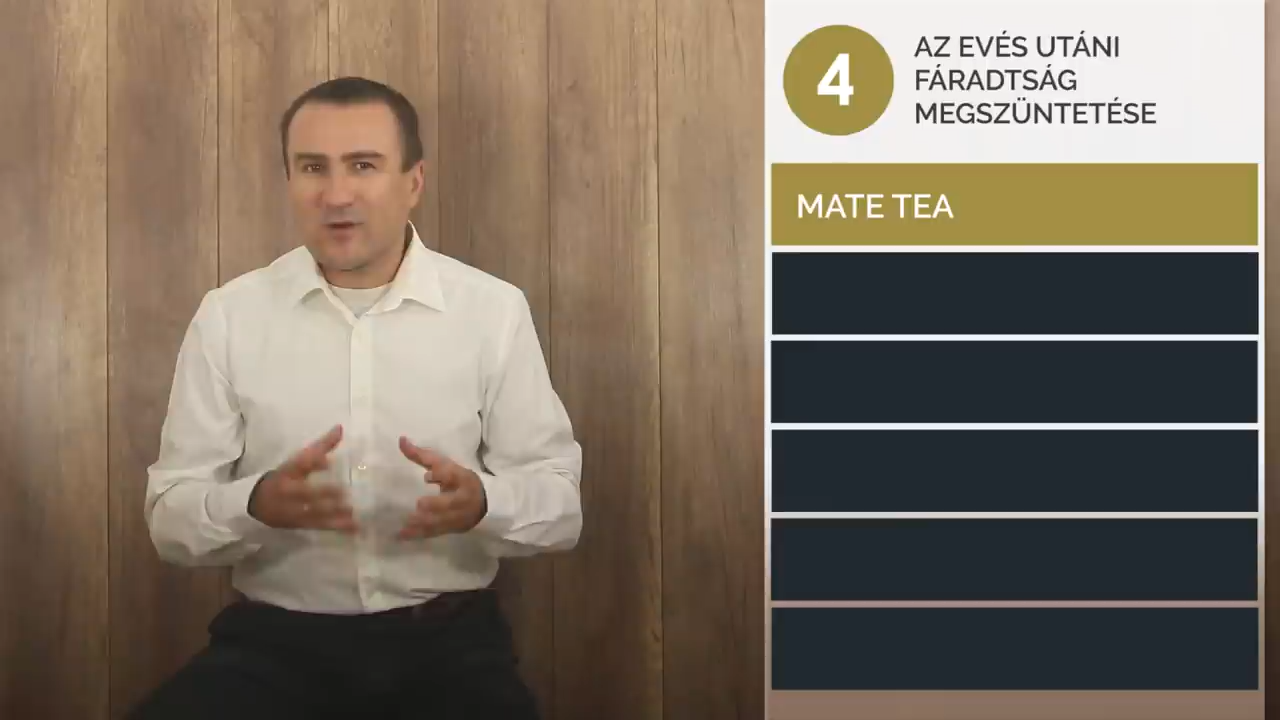 4
AZ EVÉS UTÁNI
FÁRADTSÁG
MEGSZÜNTETÉSE
MATE TEA